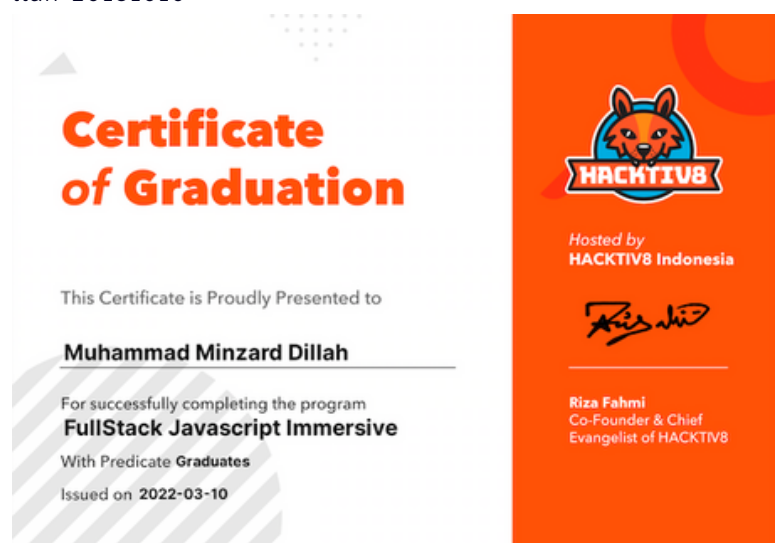 Certificate
of Graduation
This Certificate is Proudly Presented to
Muhammad Minzard Dillah
For successfully completing the program
FullStack Javascript Immersive
With Predicate Graduates
Issued on 2022-03-10
HACKTIV8
Hosted by
HACKTIV8 Indonesia
Riza Fahmi
Co-Founder & Chief
Evangelist of HACKTIV8